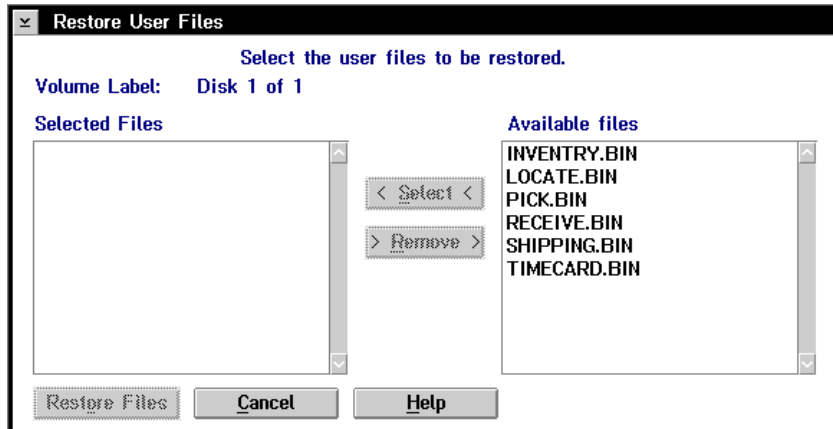 Restore User Files
Select the user files to be restored.
Volume Label: Disk 1 of 1
Selected Files
Available files
INVENTRY.BIN
LOCATE.BIN
PICK.BIN
RECEIVE.BIN
SHIPPING.BIN
TIMECARD.BIN
< Select <
> Remove >
Restore Files
Cancel
Help